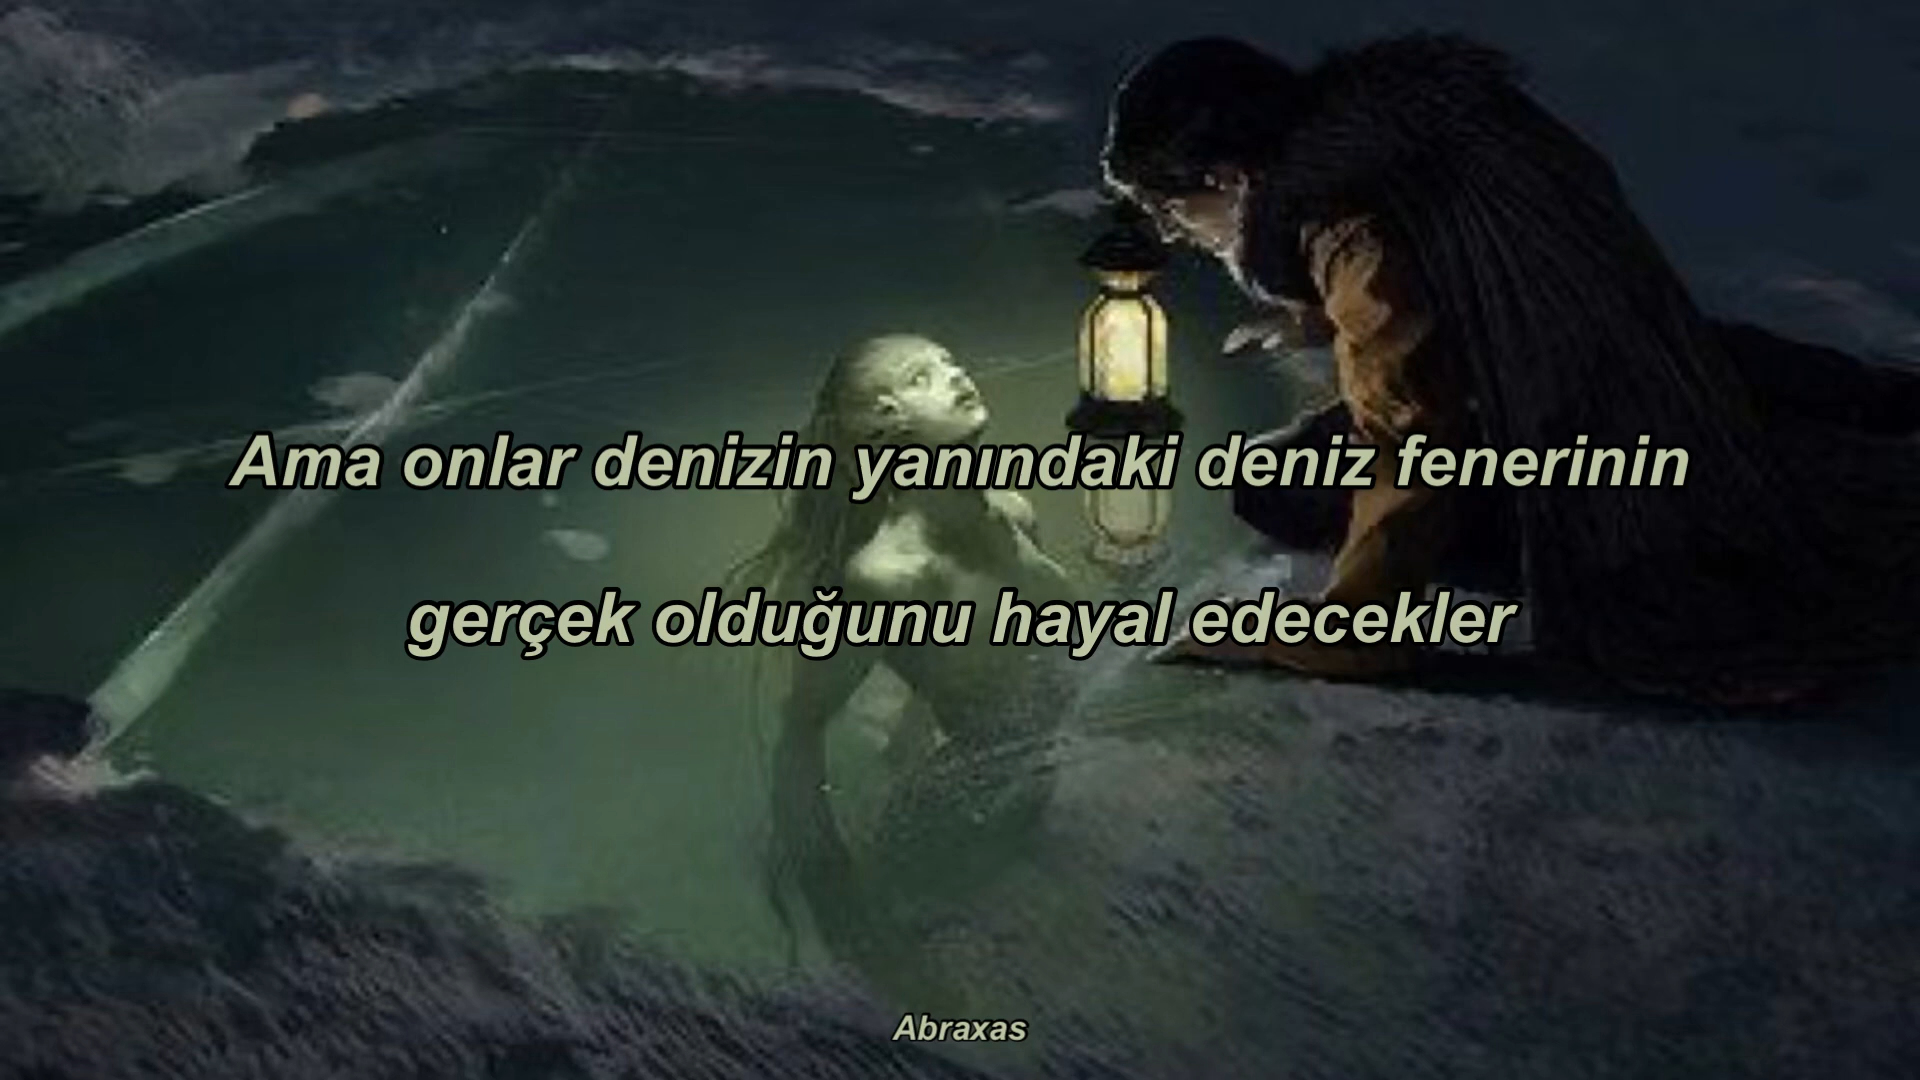 Ama onlar denizin yanındaki deniz fenerinin
gerçek olduğunu hayal edecekler
Abraxas